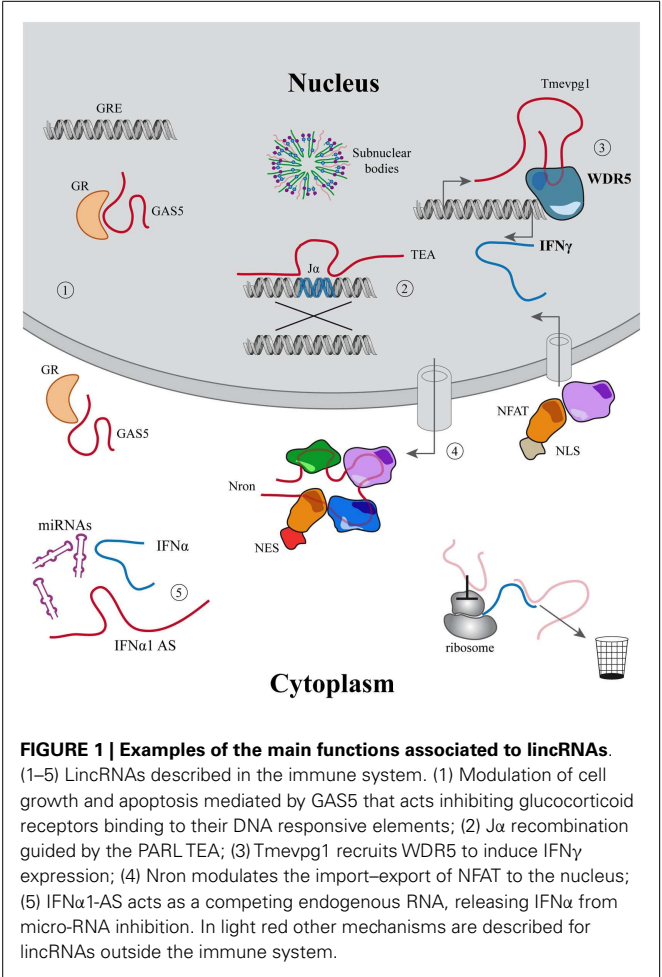 Nucleus
GRE
Tmevpg1
Subnuclear
bodies
③
WDR5
GR
GAS5
IFNγ
TEA
Jα
①
②
GR
GAS5
NFAT
NLS
④
Nron
NES
miRNAs
IFNα
⑤
IFNα1 AS
ribosome
Cytoplasm
FIGURE 1 | Examples of the main functions associated to lincRNAs.
(1–5) LincRNAs described in the immune system. (1) Modulation of cell
growth and apoptosis mediated by GAS5 that acts inhibiting glucocorticoid
receptors binding to their DNA responsive elements; (2) Jα recombination
guided by the PARL TEA; (3) Tmevpg1 recruits WDR5 to induce IFNγ
expression; (4) Nron modulates the import–export of NFAT to the nucleus;
(5) IFNα1-AS acts as a competing endogenous RNA, releasing IFNα from
micro-RNA inhibition. In light red other mechanisms are described for
lincRNAs outside the immune system.